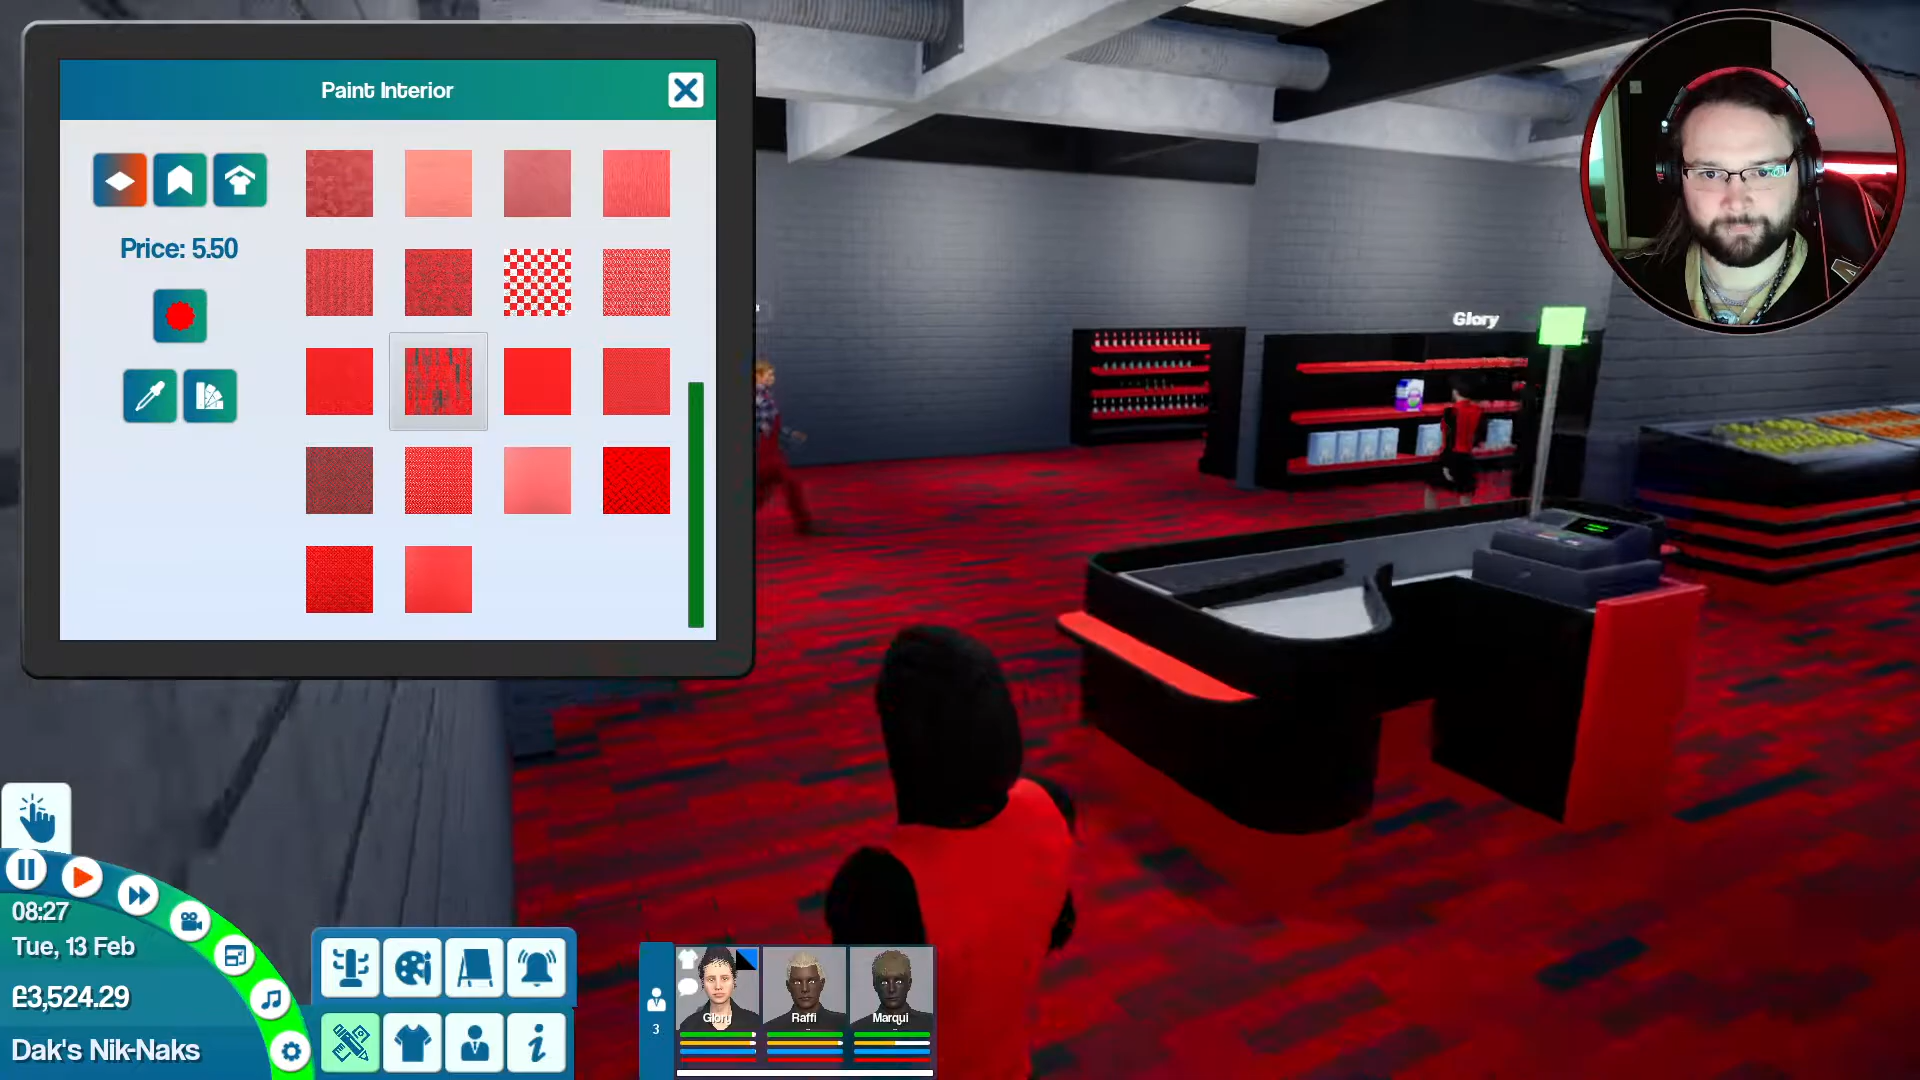 Paint Interior
Price: 5.50
Glory
08:27
Tue, 13 Feb
£3,524.29
Dak's Nik-Naks
3
Glory
Raffi
Marqui